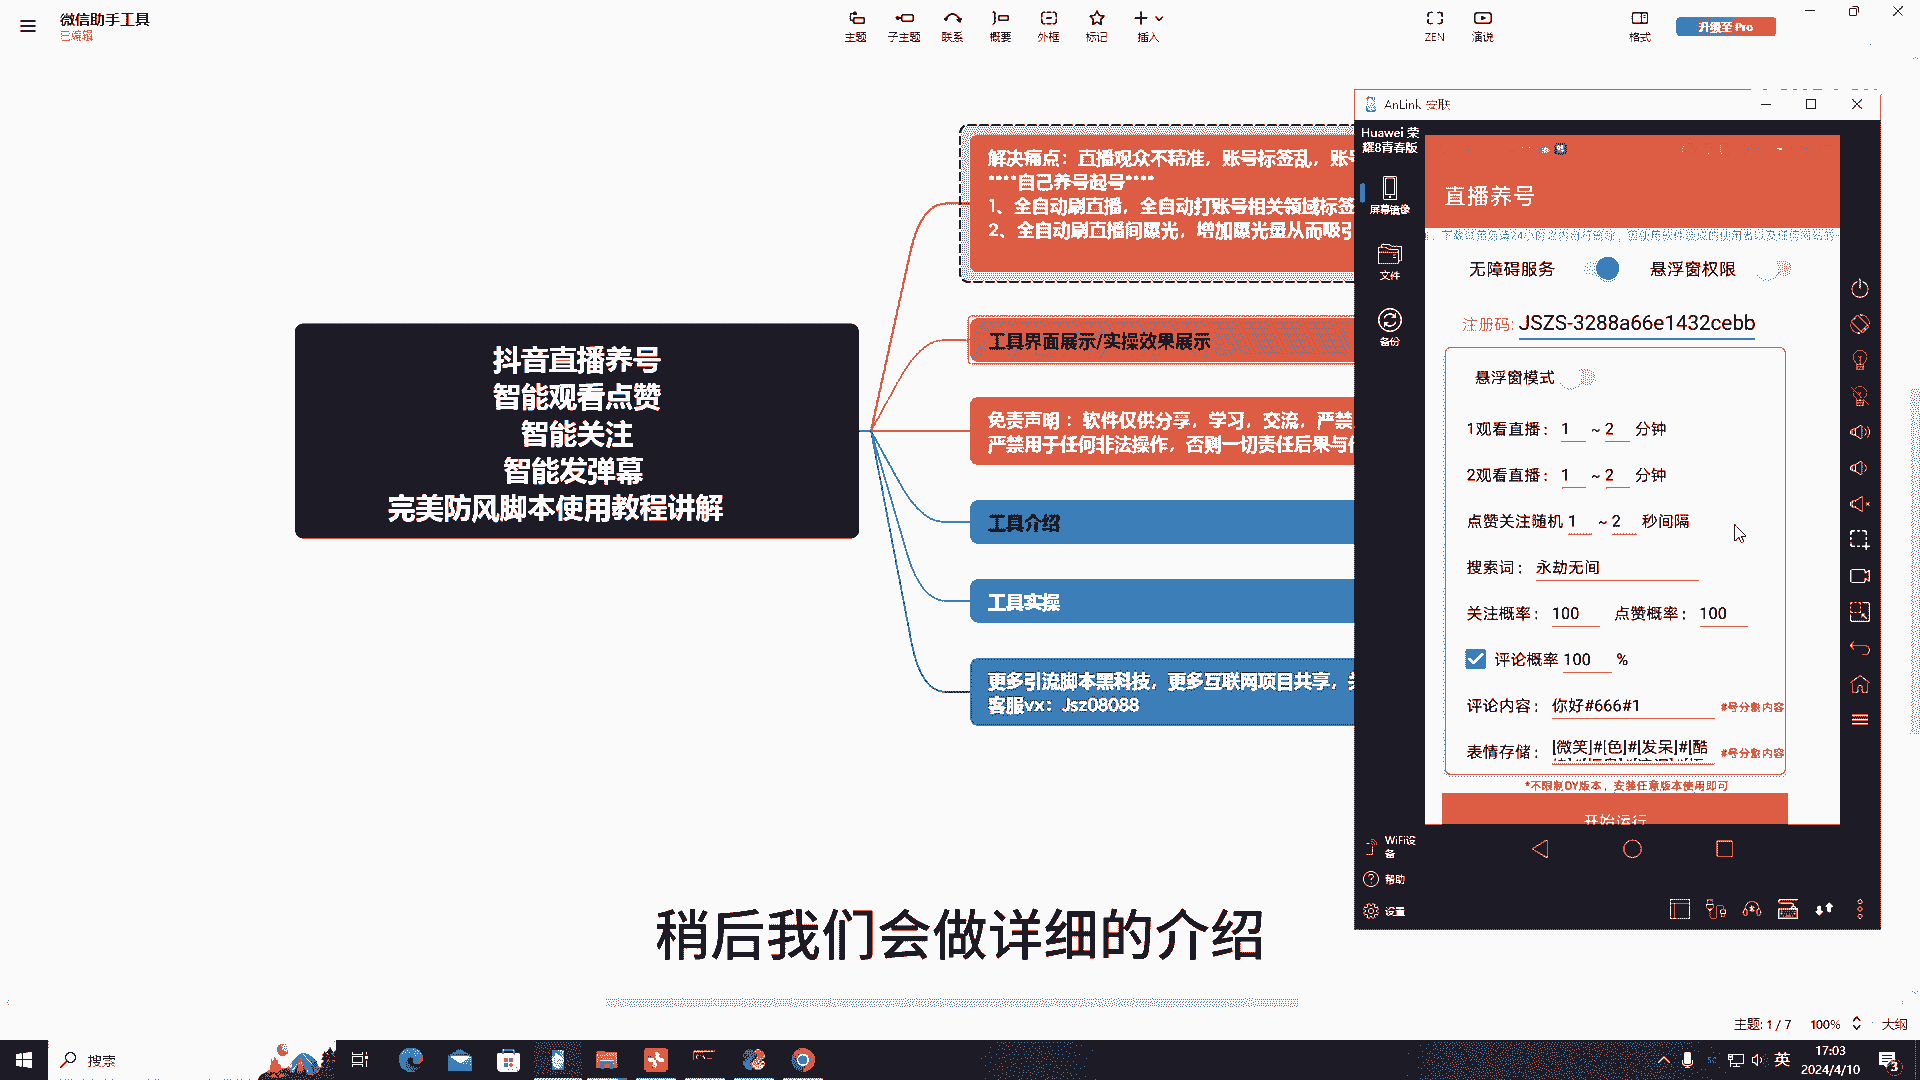 微信助手工具
已编辑
主题
子主题
联系
概要
外框
标记
插入
ZEN
演说
格式
升级至 Pro
抖音直播养号
智能观看点赞
智能关注
智能发弹幕
完美防风脚本使用教程讲解
解决痛点：直播观众不精准，账号标签乱，账号
****自己养号起号****
1、全自动刷直播，全自动打账号相关领域标签
2、全自动刷直播间曝光，增加曝光量从而吸引
工具界面展示/实操效果展示
免责声明：软件仅供分享，学习，交流，严禁
严禁用于任何非法操作，否则一切责任后果与
工具介绍
工具实操
更多引流脚本黑科技，更多互联网项目共享，
客服vx：Jsz08088
AnLink 安联
Huawei 荣
耀8青春版
屏幕镜像
文件
备份
WiFi设
备
帮助
设置
直播养号
无障碍服务
悬浮窗权限
注册码: JSZS-3288a66e1432cebb
悬浮窗模式
1观看直播： 1 ~ 2 分钟
2观看直播： 1 ~ 2 分钟
点赞关注随机 1 ~ 2 秒间隔
搜索词： 永劫无间
关注概率： 100 点赞概率： 100
评论概率 100 %
评论内容： 你好#666#1 #号分割内容
表情存储： [微笑]#[色]#[发呆]#[酷 #号分割内容
*不限制DY版本，安装任意版本使用即可
开始运行
稍后我们会做详细的介绍
主题: 1 / 7
100%
大纲
搜索
英
17:03
2024/4/10
3